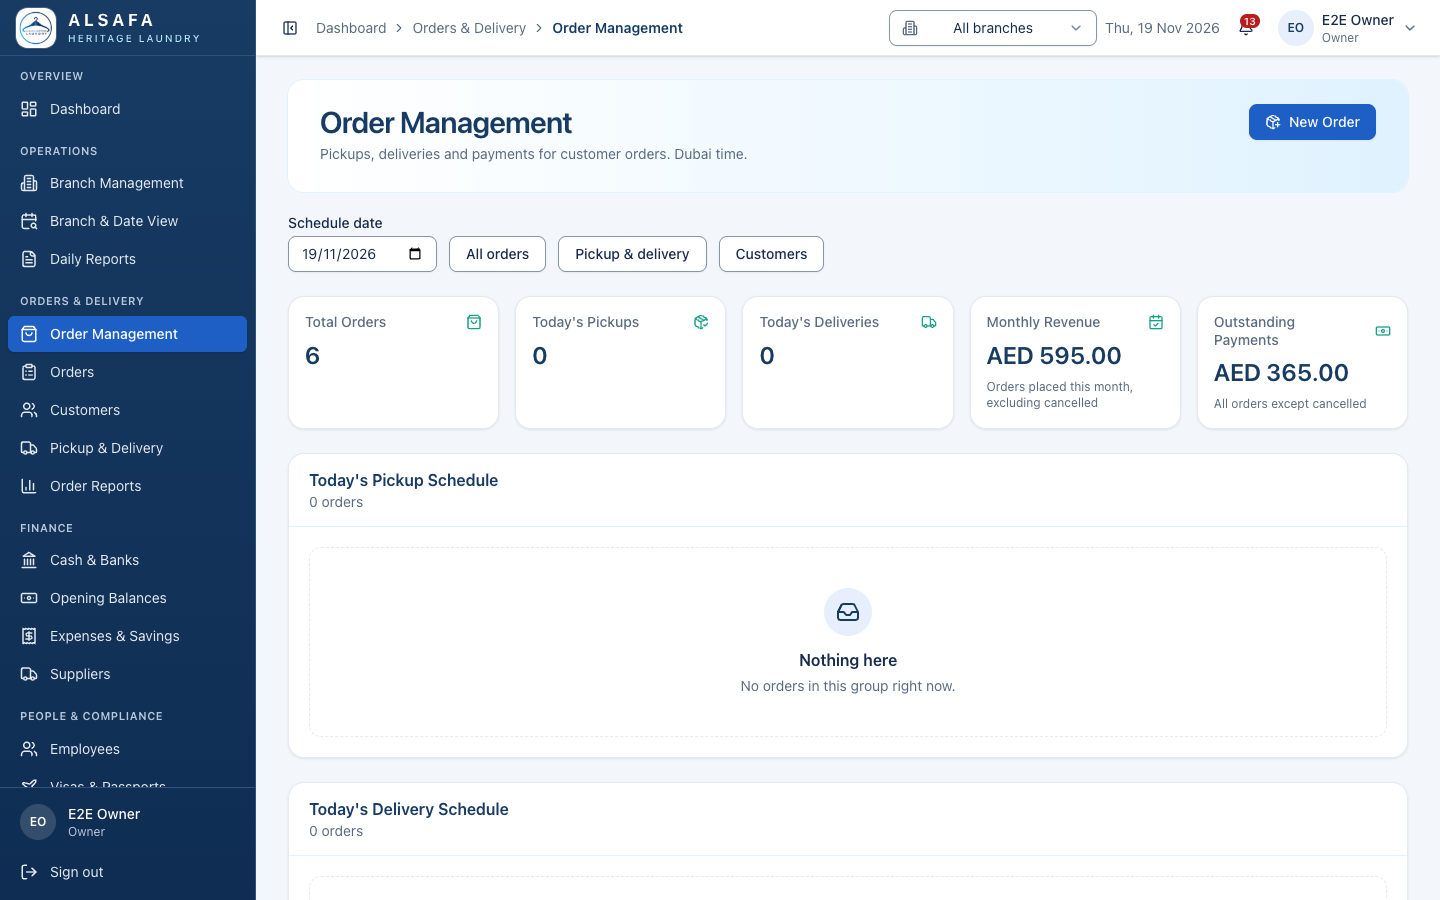 ALSAFA
HERITAGE LAUNDRY
OVERVIEW
Dashboard
OPERATIONS
Branch Management
Branch & Date View
Daily Reports
ORDERS & DELIVERY
Order Management
Orders
Customers
Pickup & Delivery
Order Reports
FINANCE
Cash & Banks
Opening Balances
Expenses & Savings
Suppliers
PEOPLE & COMPLIANCE
Employees
Visas & Passports
EO
E2E Owner
Owner
Sign out
Dashboard > Orders & Delivery > Order Management
All branches
Thu, 19 Nov 2026
13
EO
E2E Owner
Owner
Order Management
Pickups, deliveries and payments for customer orders. Dubai time.
New Order
Schedule date
19/11/2026
All orders
Pickup & delivery
Customers
Total Orders
6
Today's Pickups
0
Today's Deliveries
0
Monthly Revenue
AED 595.00
Orders placed this month,
excluding cancelled
Outstanding
Payments
AED 365.00
All orders except cancelled
Today's Pickup Schedule
0 orders
Nothing here
No orders in this group right now.
Today's Delivery Schedule
0 orders